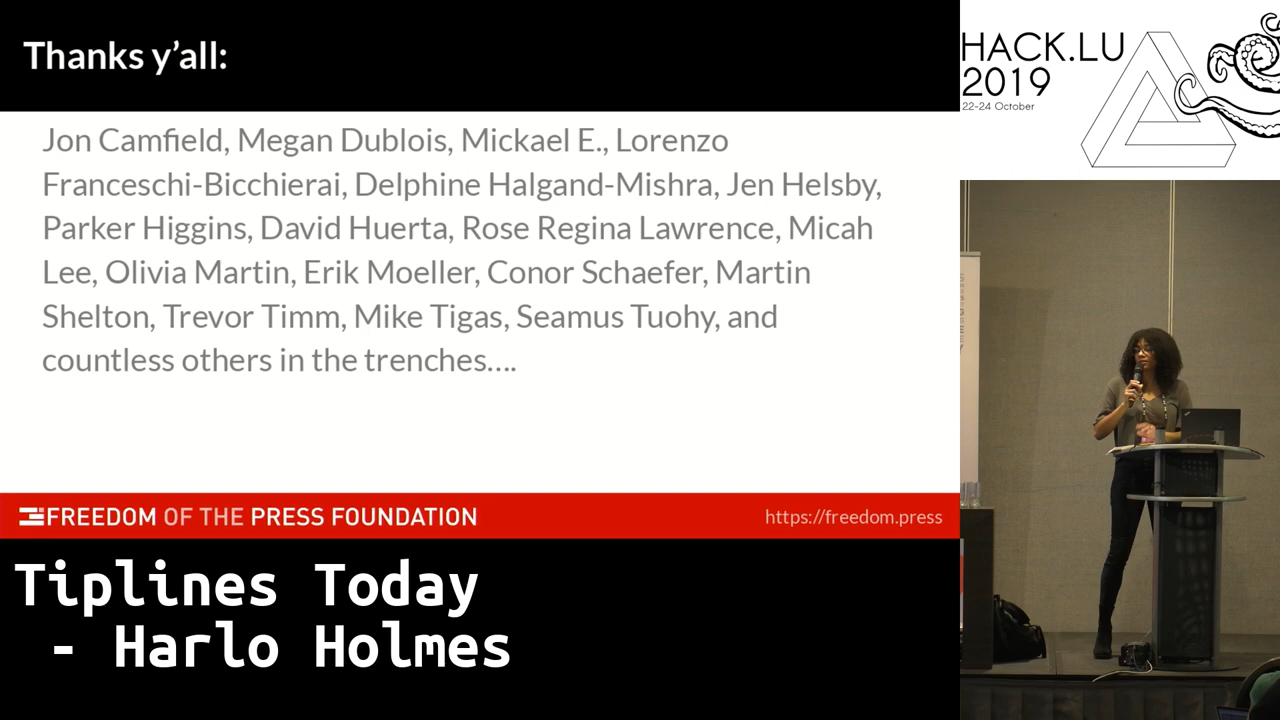 Thanks y’all:
Jon Camfield, Megan Dublois, Mickael E., Lorenzo
Franceschi-Bicchierai, Delphine Halgand-Mishra, Jen Helsby,
Parker Higgins, David Huerta, Rose Regina Lawrence, Micah
Lee, Olivia Martin, Erik Moeller, Conor Schaefer, Martin
Shelton, Trevor Timm, Mike Tigas, Seamus Tuohy, and
countless others in the trenches....
FREEDOM OF THE PRESS FOUNDATION
https://freedom.press
Tiplines Today
- Harlo Holmes
HACK.LU
2019
22-24 October